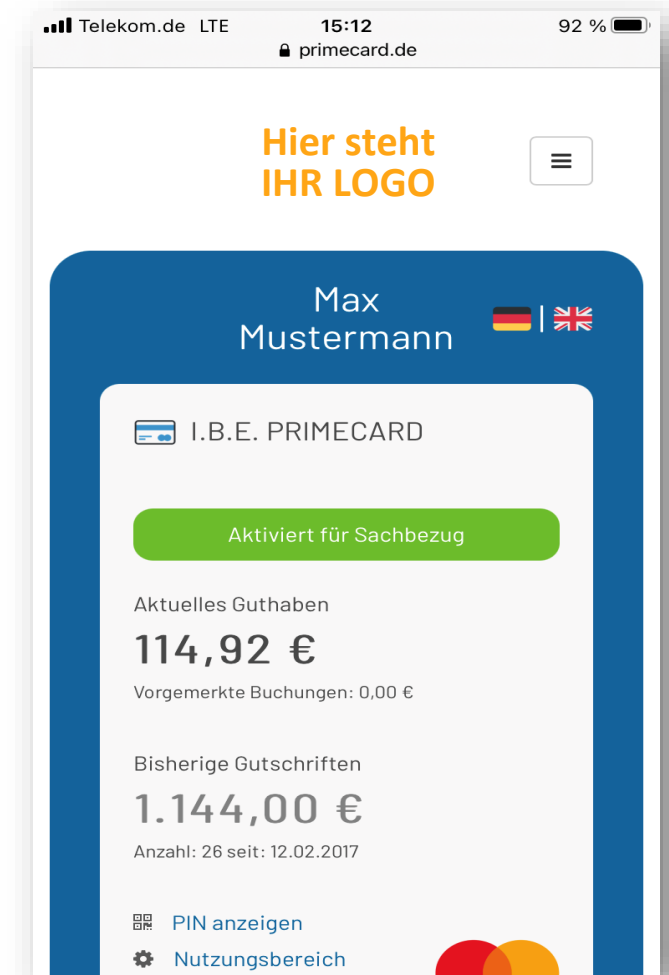 Telekom.de LTE 15:12 92 %
primecard.de
Hier steht
IHR LOGO
Max
Mustermann
I.B.E. PRIMECARD
Aktiviert für Sachbezug
Aktuelles Guthaben
114,92 €
Vorgemerkte Buchungen: 0,00 €
Bisherige Gutschriften
1.144,00 €
Anzahl: 26 seit: 12.02.2017
PIN anzeigen
Nutzungsbereich